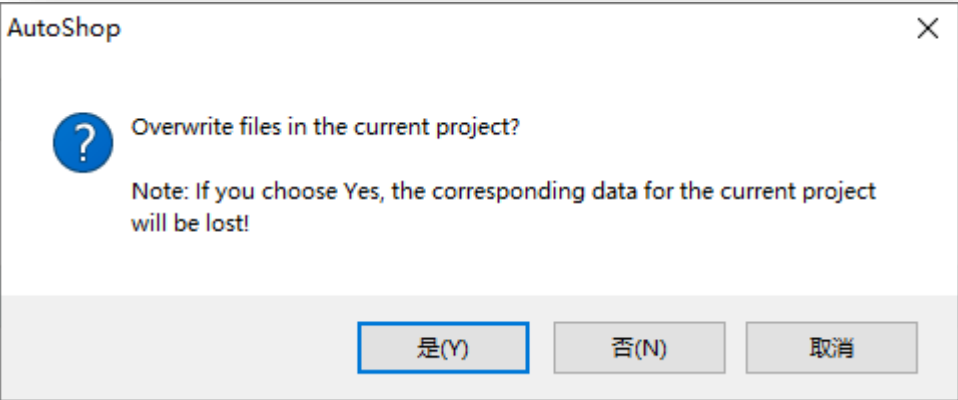 AutoShop
Overwrite files in the current project?
Note: If you choose Yes, the corresponding data for the current project
will be lost!
是(Y)
否(N)
取消